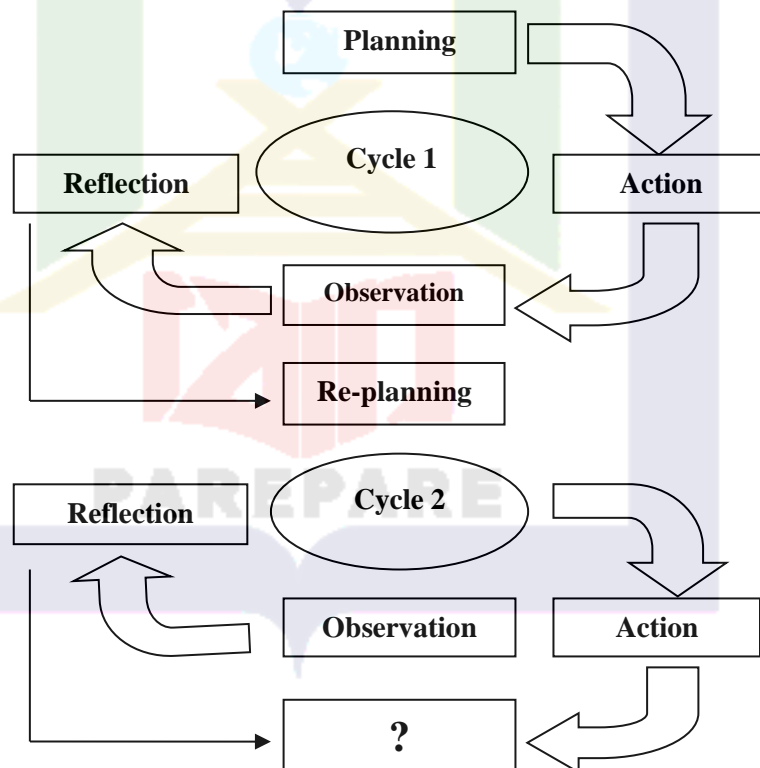 Planning
Cycle 1
Reflection
Action
Observation
Re-planning
Cycle 2
Reflection
PAREPARE
Observation
Action
?